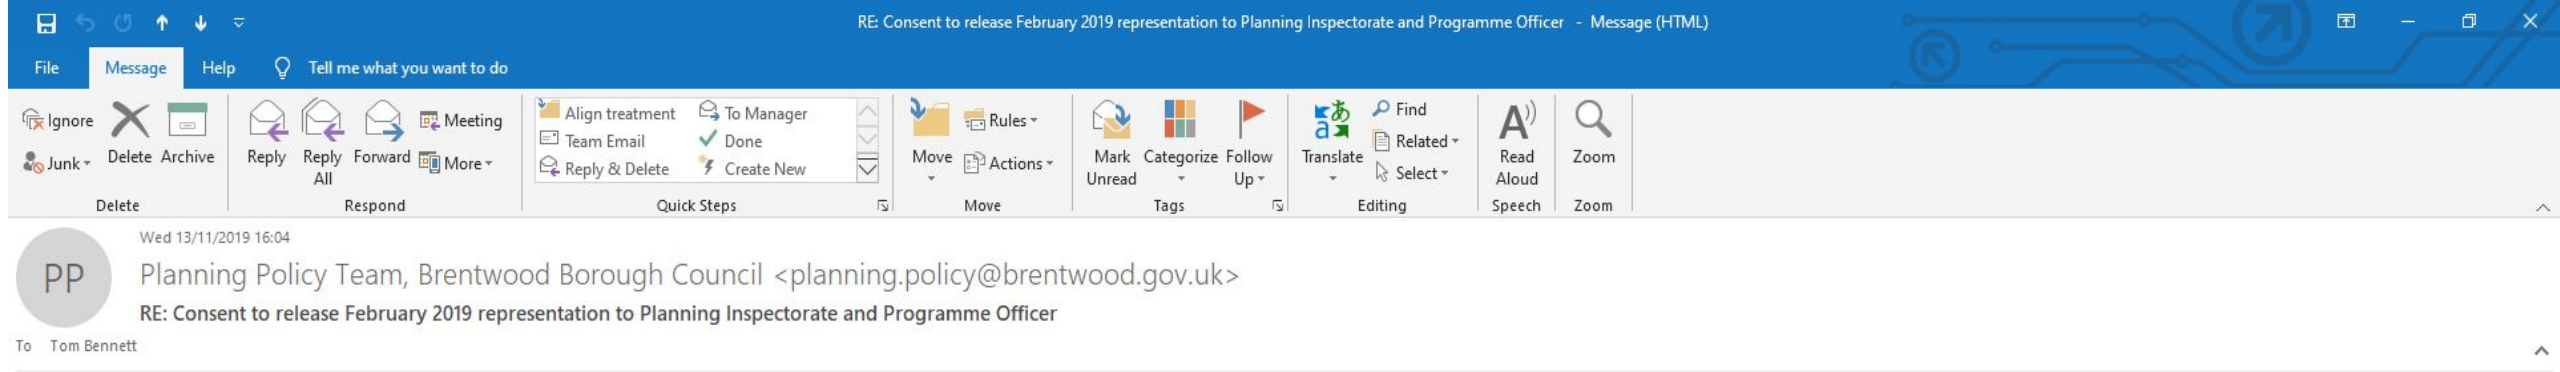 RE: Consent to release February 2019 representation to Planning Inspectorate and Programme Officer - Message (HTML)
File Message Help Tell me what you want to do
Ignore
Junk
Delete
Archive
Delete
Reply
Reply All
Forward
Meeting
More
Respond
Align treatment
To Manager
Team Email
Done
Reply & Delete
Create New
Quick Steps
Move
Rules
Actions
Move
Mark Unread
Categorize
Follow Up
Tags
Translate
Find
Related
Select
Editing
Read Aloud
Speech
Zoom
Zoom
Wed 13/11/2019 16:04
PP
Planning Policy Team, Brentwood Borough Council <planning.policy@brentwood.gov.uk>
RE: Consent to release February 2019 representation to Planning Inspectorate and Programme Officer
To Tom Bennett